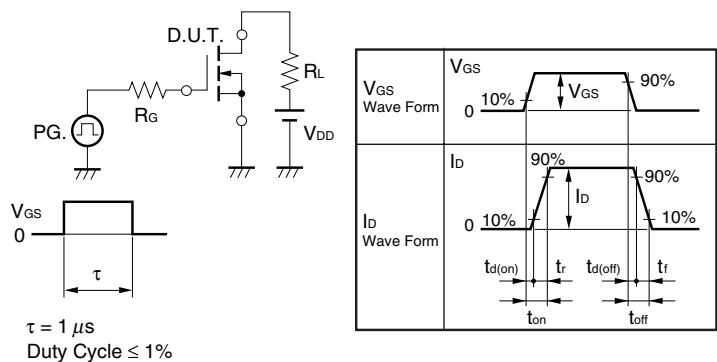 D.U.T.
RL
RG
PG.
VDD
VGS
0
τ
τ = 1 μs
Duty Cycle ≤ 1%
VGS
Wave Form
VGS
10%
0
VGS
90%
ID
Wave Form
ID
90%
0
10%
ID
90%
10%
td(on)
tr
td(off)
tf
ton
toff